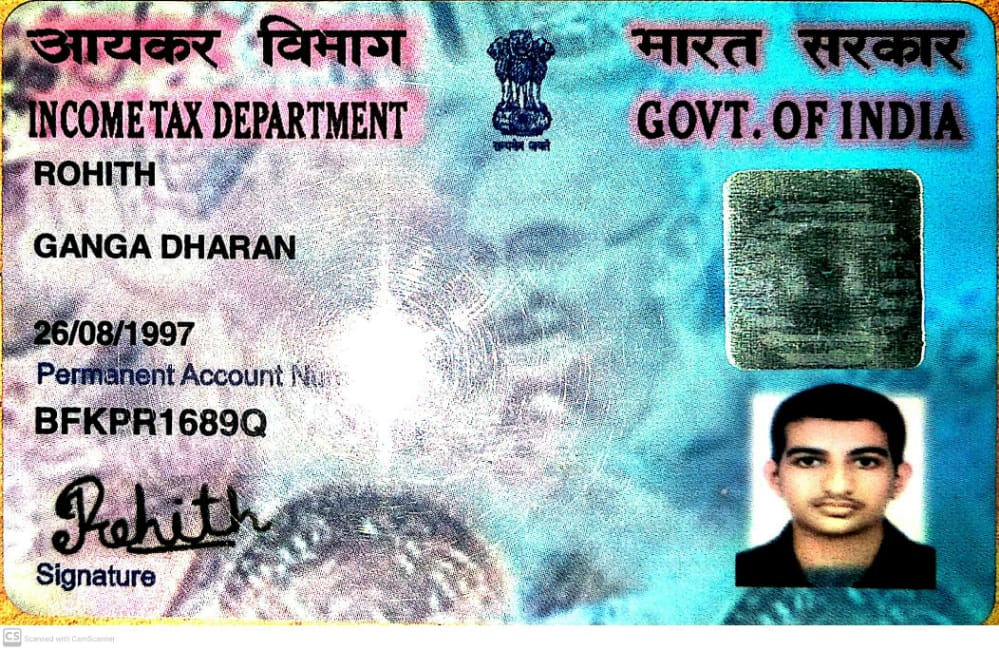 आयकर विभाग
भारत सरकार
INCOME TAX DEPARTMENT
GOVT. OF INDIA
सत्यमेव जयते
ROHITH
GANGA DHARAN
26/08/1997
Permanent Account
BFKPR1689Q
Rohith
Signature
CS Scanned with CamScanner